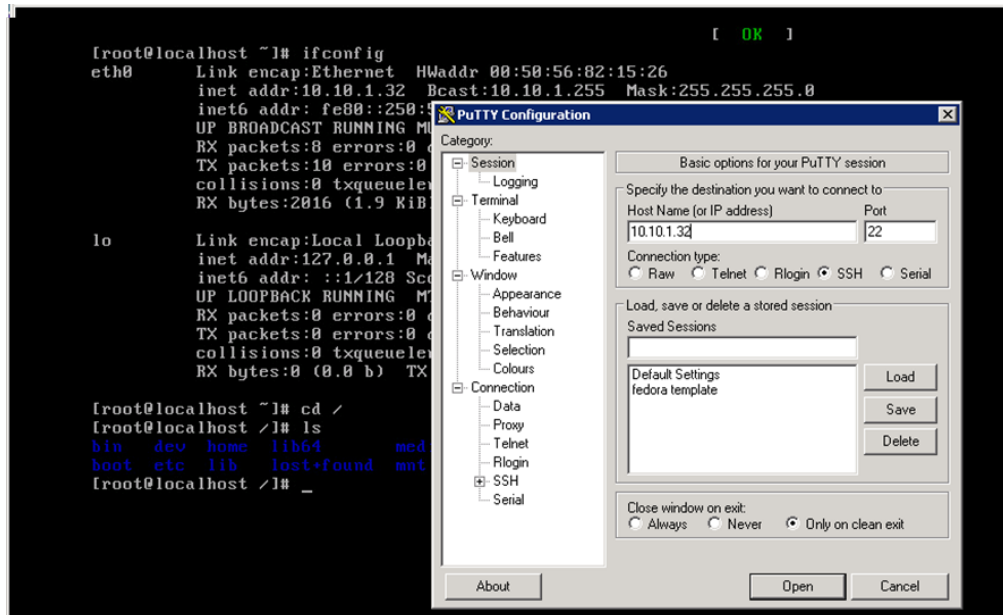 [ OK ]
[root@localhost ~]# ifconfig
eth0 Link encap:Ethernet HWaddr 00:50:56:82:15:26
inet addr:10.10.1.32 Bcast:10.10.1.255 Mask:255.255.255.0
inet6 addr: fe80::250:
UP BROADCAST RUNNING
RX packets:8 errors:0
TX packets:10 errors:0
collisions:0
RX bytes:2016 (1.9 KiB)
lo Link encap:Local
inet addr:127.0.0.1
inet6 addr: ::1/128
UP LOOPBACK RUNNING
RX packets:0 errors:0
TX packets:0 errors:0
collisions:0
RX bytes:0 (0.0 b) TX
[root@localhost ~]# cd /
[root@localhost /]# ls
bin dev home lib64 med
boot etc lib lost+found mnt
[root@localhost /]# _
PuTTY Configuration
Category:
Session
Logging
Terminal
Keyboard
Bell
Features
Window
Appearance
Behaviour
Translation
Selection
Colours
Connection
Data
Proxy
Telnet
Rlogin
SSH
Serial
Basic options for your PuTTY session
Specify the destination you want to connect to
Host Name (or IP address) Port
10.10.1.32 22
Connection type:
Raw Telnet Rlogin SSH Serial
Load, save or delete a stored session
Saved Sessions
Default Settings
fedora template
Load
Save
Delete
Close window on exit:
Always Never Only on clean exit
About Open Cancel